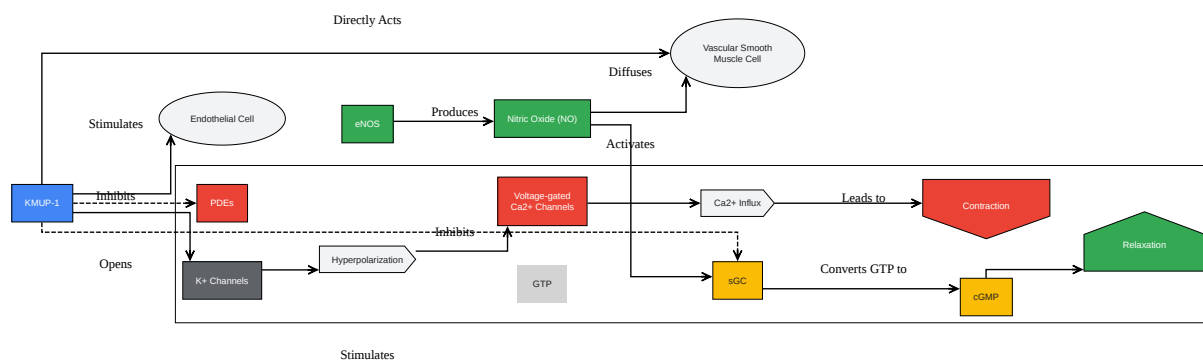 Directly Acts
Vascular Smooth
Muscle Cell
Diffuses
Stimulates
Endothelial Cell
eNOS
Produces
Nitric Oxide (NO)
Activates
KMUP-1
Inhibits
PDEs
Voltage-gated
Ca2+ Channels
Ca2+ Influx
Leads to
Contraction
Inhibits
Relaxation
Opens
K+ Channels
Hyperpolarization
GTP
sGC
Converts GTP to
cGMP
Stimulates